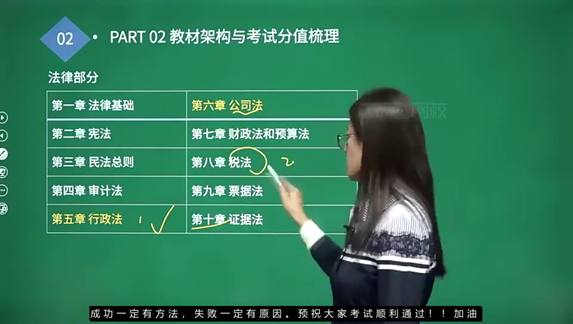 02
• PART 02 教材架构与考试分值梳理
法律部分
第一章 法律基础 第六章 公司法
第二章 宪法 第七章 财政法和预算法
第三章 民法总则 第八章 税法 2
第四章 审计法 第九章 票据法
第五章 行政法 1 第十章 证据法
成功一定有方法，失败一定有原因。预祝大家考试顺利通过！！加油